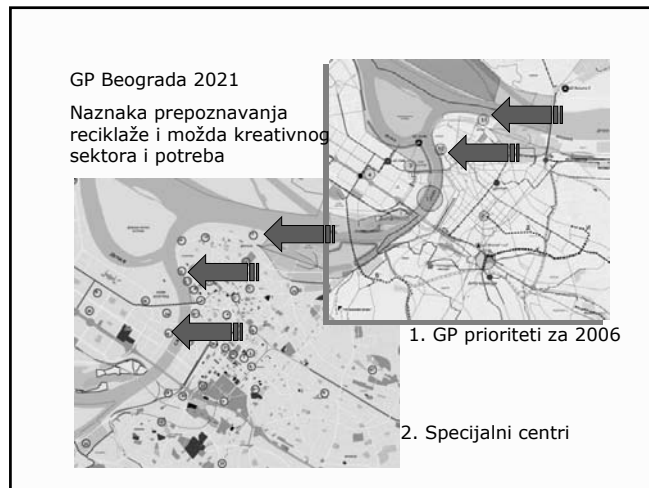 GP Beograda 2021
Naznaka prepoznavanja
reciklaže i možda kreativnog
sektora i potreba
1. GP prioriteti za 2006
2. Specijalni centri